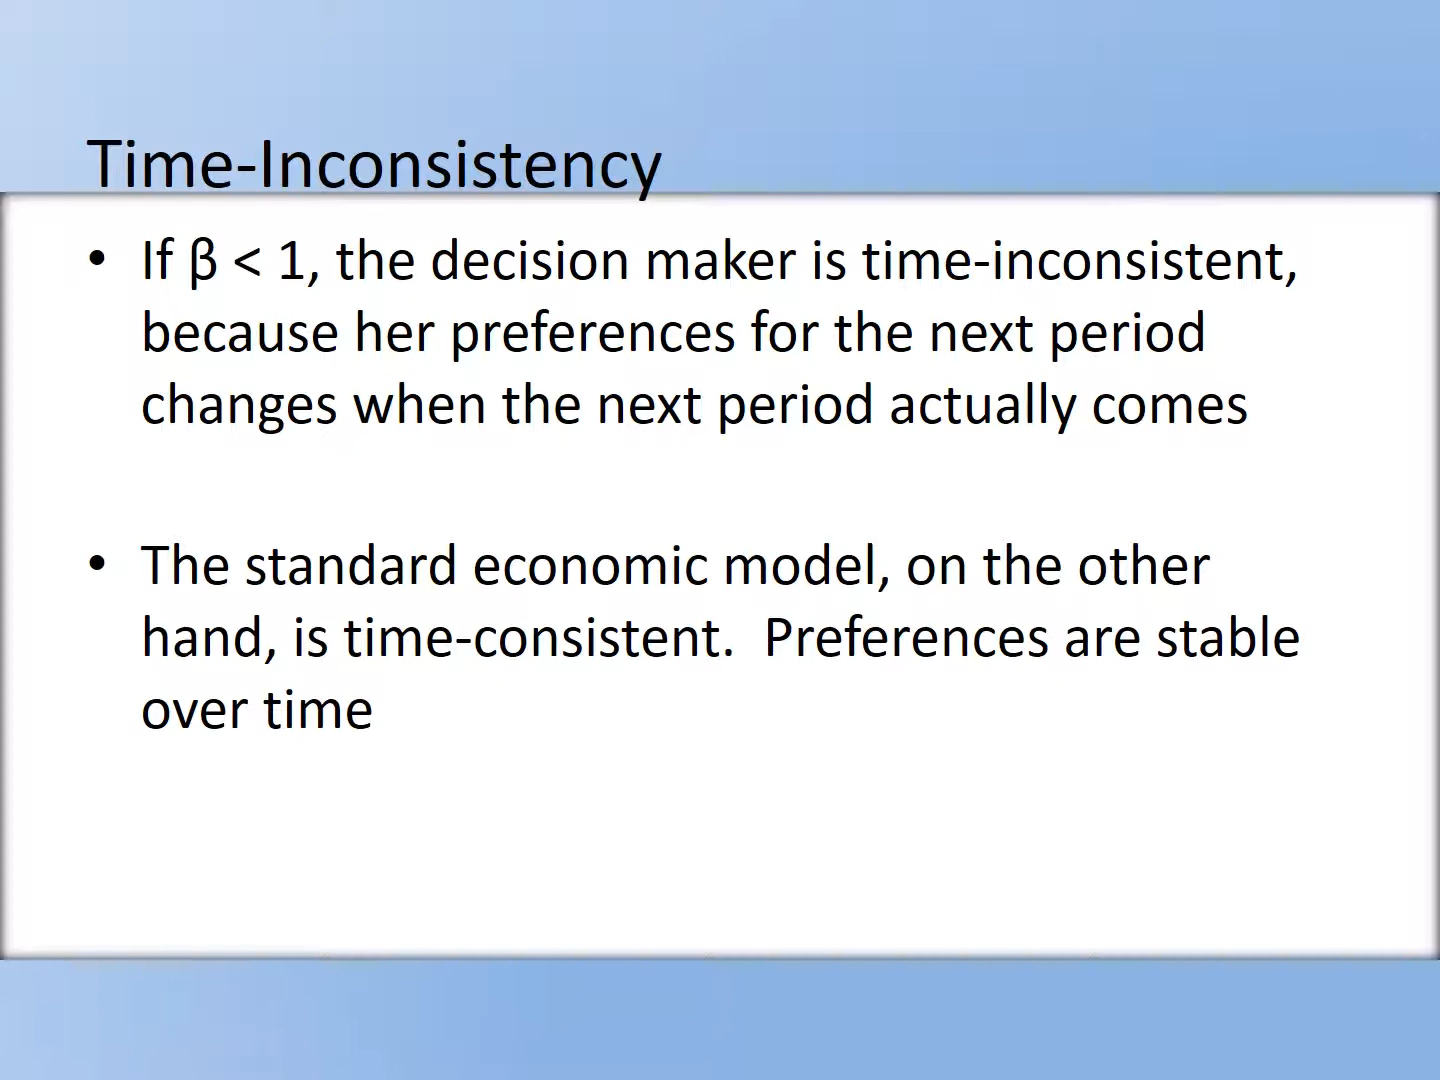 Time-Inconsistency
• If β < 1, the decision maker is time-inconsistent,
because her preferences for the next period
changes when the next period actually comes
• The standard economic model, on the other
hand, is time-consistent.  Preferences are stable
over time